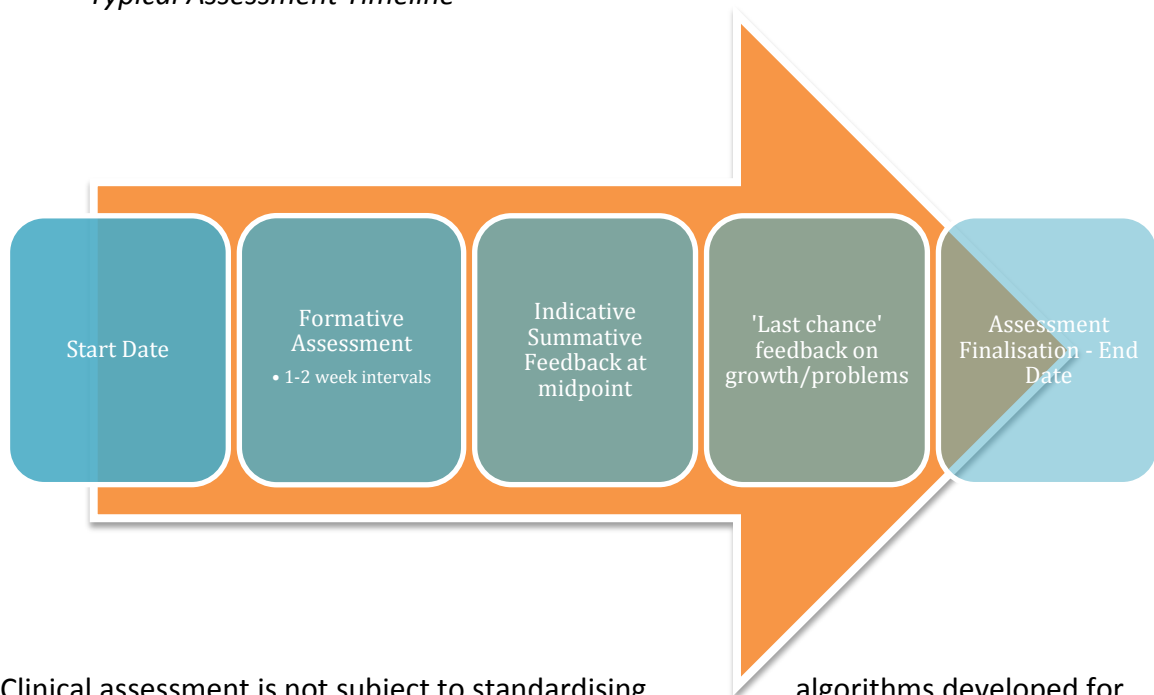 Typical Assessment Timeline
Start Date
Formative
Assessment
• 1-2 week intervals
Indicative
Summative
Feedback at
midpoint
'Last chance'
feedback on
growth/problems
Assessment
Finalisation - End
Date
Clinical assessment is not subject to standardising algorithms developed for